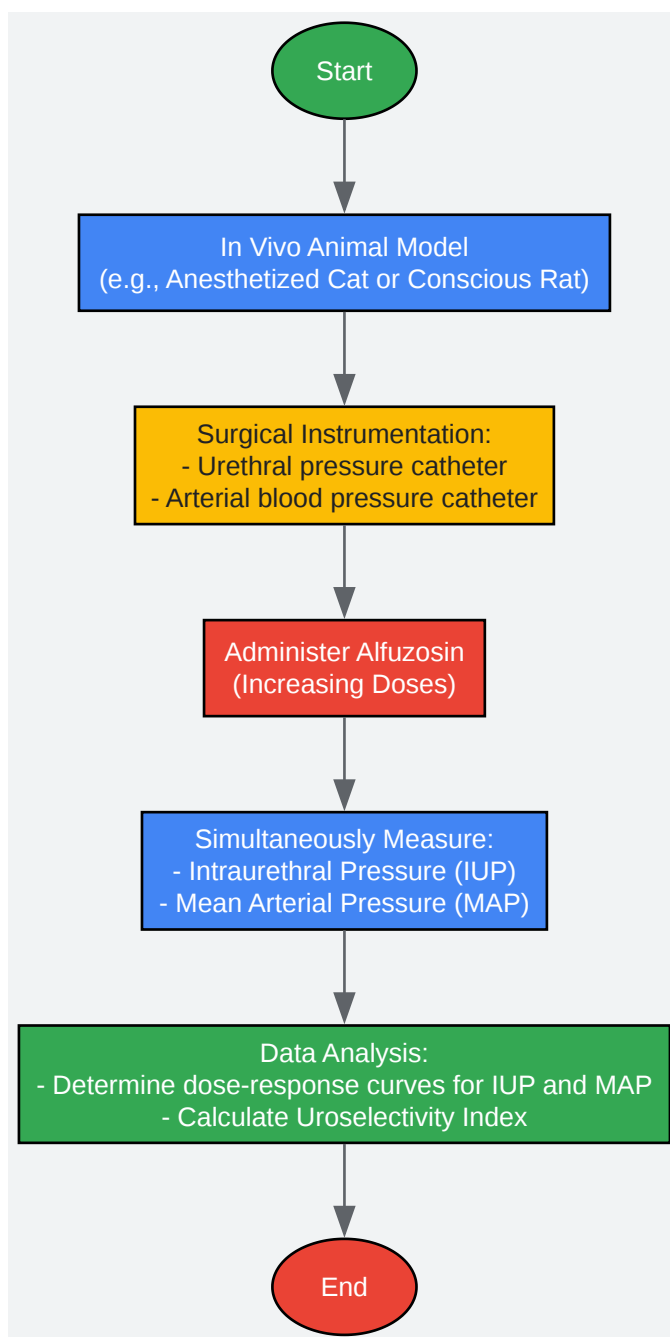 Start
In Vivo Animal Model
(e.g., Anesthetized Cat or Conscious Rat)
Surgical Instrumentation:
- Urethral pressure catheter
- Arterial blood pressure catheter
Administer Alfuzosin
(Increasing Doses)
Simultaneously Measure:
- Intraurethral Pressure (IUP)
- Mean Arterial Pressure (MAP)
Data Analysis:
- Determine dose-response curves for IUP and MAP
- Calculate Uroselectivity Index
End